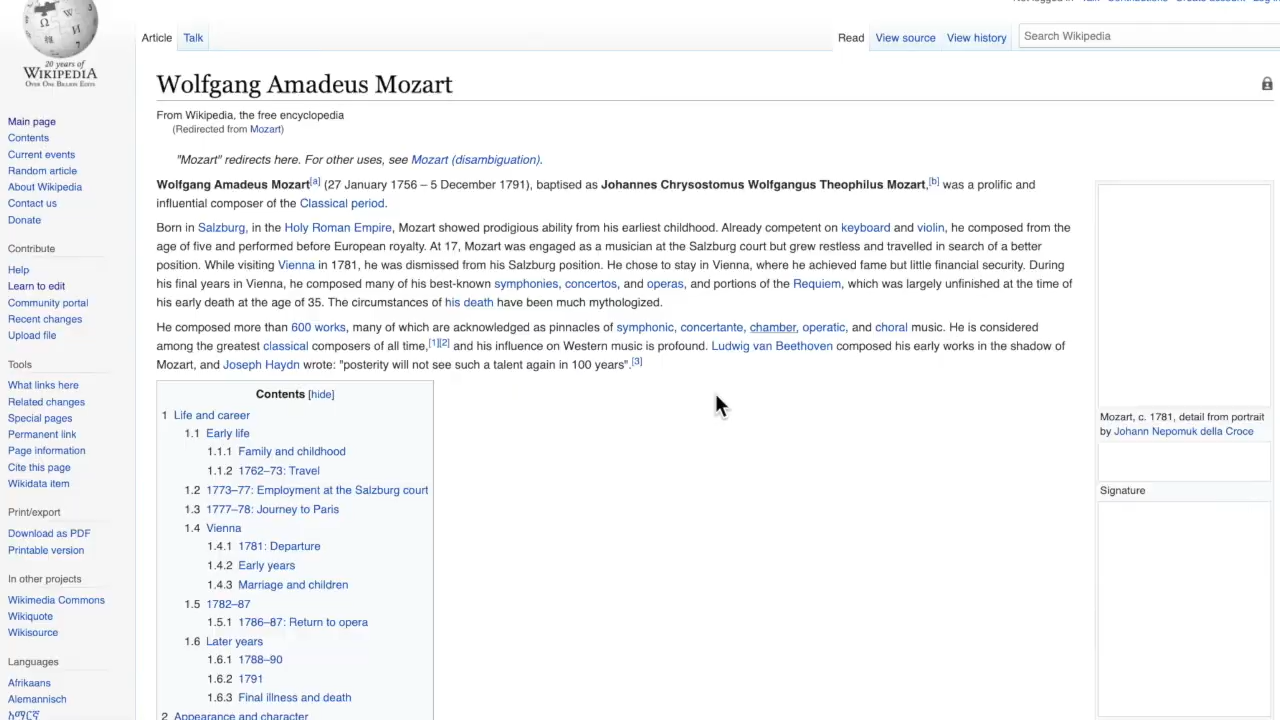 Talk
Contributions
20 years of
WIKIPEDIA
OVER ONE BILLION EDITS
Article
Talk
Read
View source
View history
Search Wikipedia
Main page
Contents
Current events
Random article
About Wikipedia
Contact us
Donate
Contribute
Help
Learn to edit
Community portal
Recent changes
Upload file
Tools
What links here
Related changes
Special pages
Permanent link
Page information
Cite this page
Wikidata item
Print/export
Download as PDF
Printable version
In other projects
Wikimedia Commons
Wikiquote
Wikisource
Languages
Afrikaans
Alemannisch
አማርኛ
Wolfgang Amadeus Mozart
From Wikipedia, the free encyclopedia
(Redirected from Mozart)
"Mozart" redirects here. For other uses, see Mozart (disambiguation).
Wolfgang Amadeus Mozart[a] (27 January 1756 – 5 December 1791), baptised as Johannes Chrysostomus Wolfgangus Theophilus Mozart,[b] was a prolific and
influential composer of the Classical period.
Born in Salzburg, in the Holy Roman Empire, Mozart showed prodigious ability from his earliest childhood. Already competent on keyboard and violin, he composed from the
age of five and performed before European royalty. At 17, Mozart was engaged as a musician at the Salzburg court but grew restless and travelled in search of a better
position. While visiting Vienna in 1781, he was dismissed from his Salzburg position. He chose to stay in Vienna, where he achieved fame but little financial security. During
his final years in Vienna, he composed many of his best-known symphonies, concertos, and operas, and portions of the Requiem, which was largely unfinished at the time of
his early death at the age of 35. The circumstances of his death have been much mythologized.
He composed more than 600 works, many of which are acknowledged as pinnacles of symphonic, concertante, chamber, operatic, and choral music. He is considered
among the greatest classical composers of all time,[1][2] and his influence on Western music is profound. Ludwig van Beethoven composed his early works in the shadow of
Mozart, and Joseph Haydn wrote: "posterity will not see such a talent again in 100 years".[3]
Contents [hide]
1 Life and career
1.1 Early life
1.1.1 Family and childhood
1.1.2 1762–73: Travel
1.2 1773–77: Employment at the Salzburg court
1.3 1777–78: Journey to Paris
1.4 Vienna
1.4.1 1781: Departure
1.4.2 Early years
1.4.3 Marriage and children
1.5 1782–87
1.5.1 1786–87: Return to opera
1.6 Later years
1.6.1 1788–90
1.6.2 1791
1.6.3 Final illness and death
2 Appearance and character
Mozart, c. 1781, detail from portrait
by Johann Nepomuk della Croce
Signature